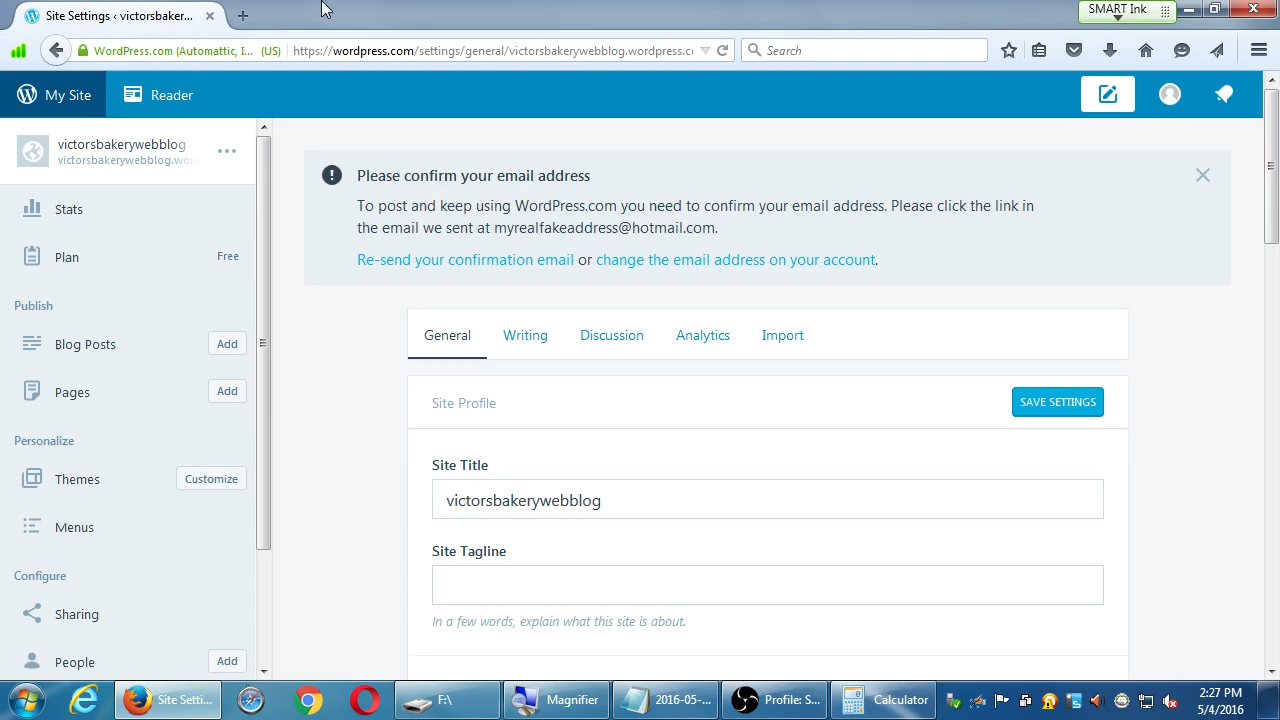 Site Settings ‹ victorsbaker...
SMART Ink
WordPress.com (Automattic, I... (US)
https://wordpress.com/settings/general/victorsbakerywebblog.wordpress.c
Search
My Site
Reader
victorsbakerywebblog
victorsbakerywebblog.wor
Stats
Plan
Free
Publish
Blog Posts
Add
Pages
Add
Personalize
Themes
Customize
Menus
Configure
Sharing
People
Add
Please confirm your email address
To post and keep using WordPress.com you need to confirm your email address. Please click the link in
the email we sent at myrealfakeaddress@hotmail.com.
Re-send your confirmation email or change the email address on your account.
General
Writing
Discussion
Analytics
Import
Site Profile
SAVE SETTINGS
Site Title
victorsbakerywebblog
Site Tagline
In a few words, explain what this site is about.
Site Setti...
F:\
Magnifier
2016-05-...
Profile: S...
Calculator
2:27 PM
5/4/2016